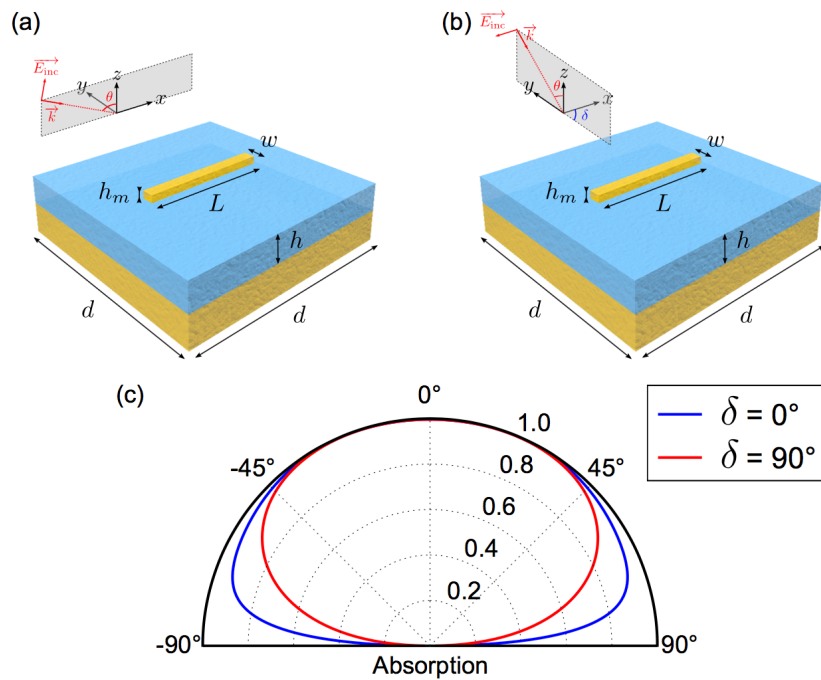 (a)
(b)
E_inc
k
y
z
x
θ
w
h_m
L
h
d
d
E_inc
k
y
z
x
θ
δ
w
h_m
L
h
d
d
(c)
0°
1.0
-45°
45°
0.8
0.6
0.4
0.2
-90°
90°
Absorption
δ = 0°
δ = 90°